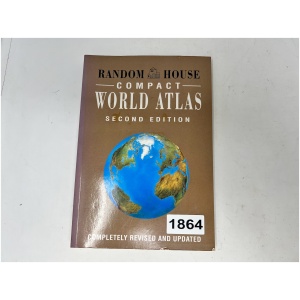 RANDOM HOUSE
COMPACT
WORLD ATLAS
SECOND EDITION
1864
COMPLETELY REVISED AND UPDATED